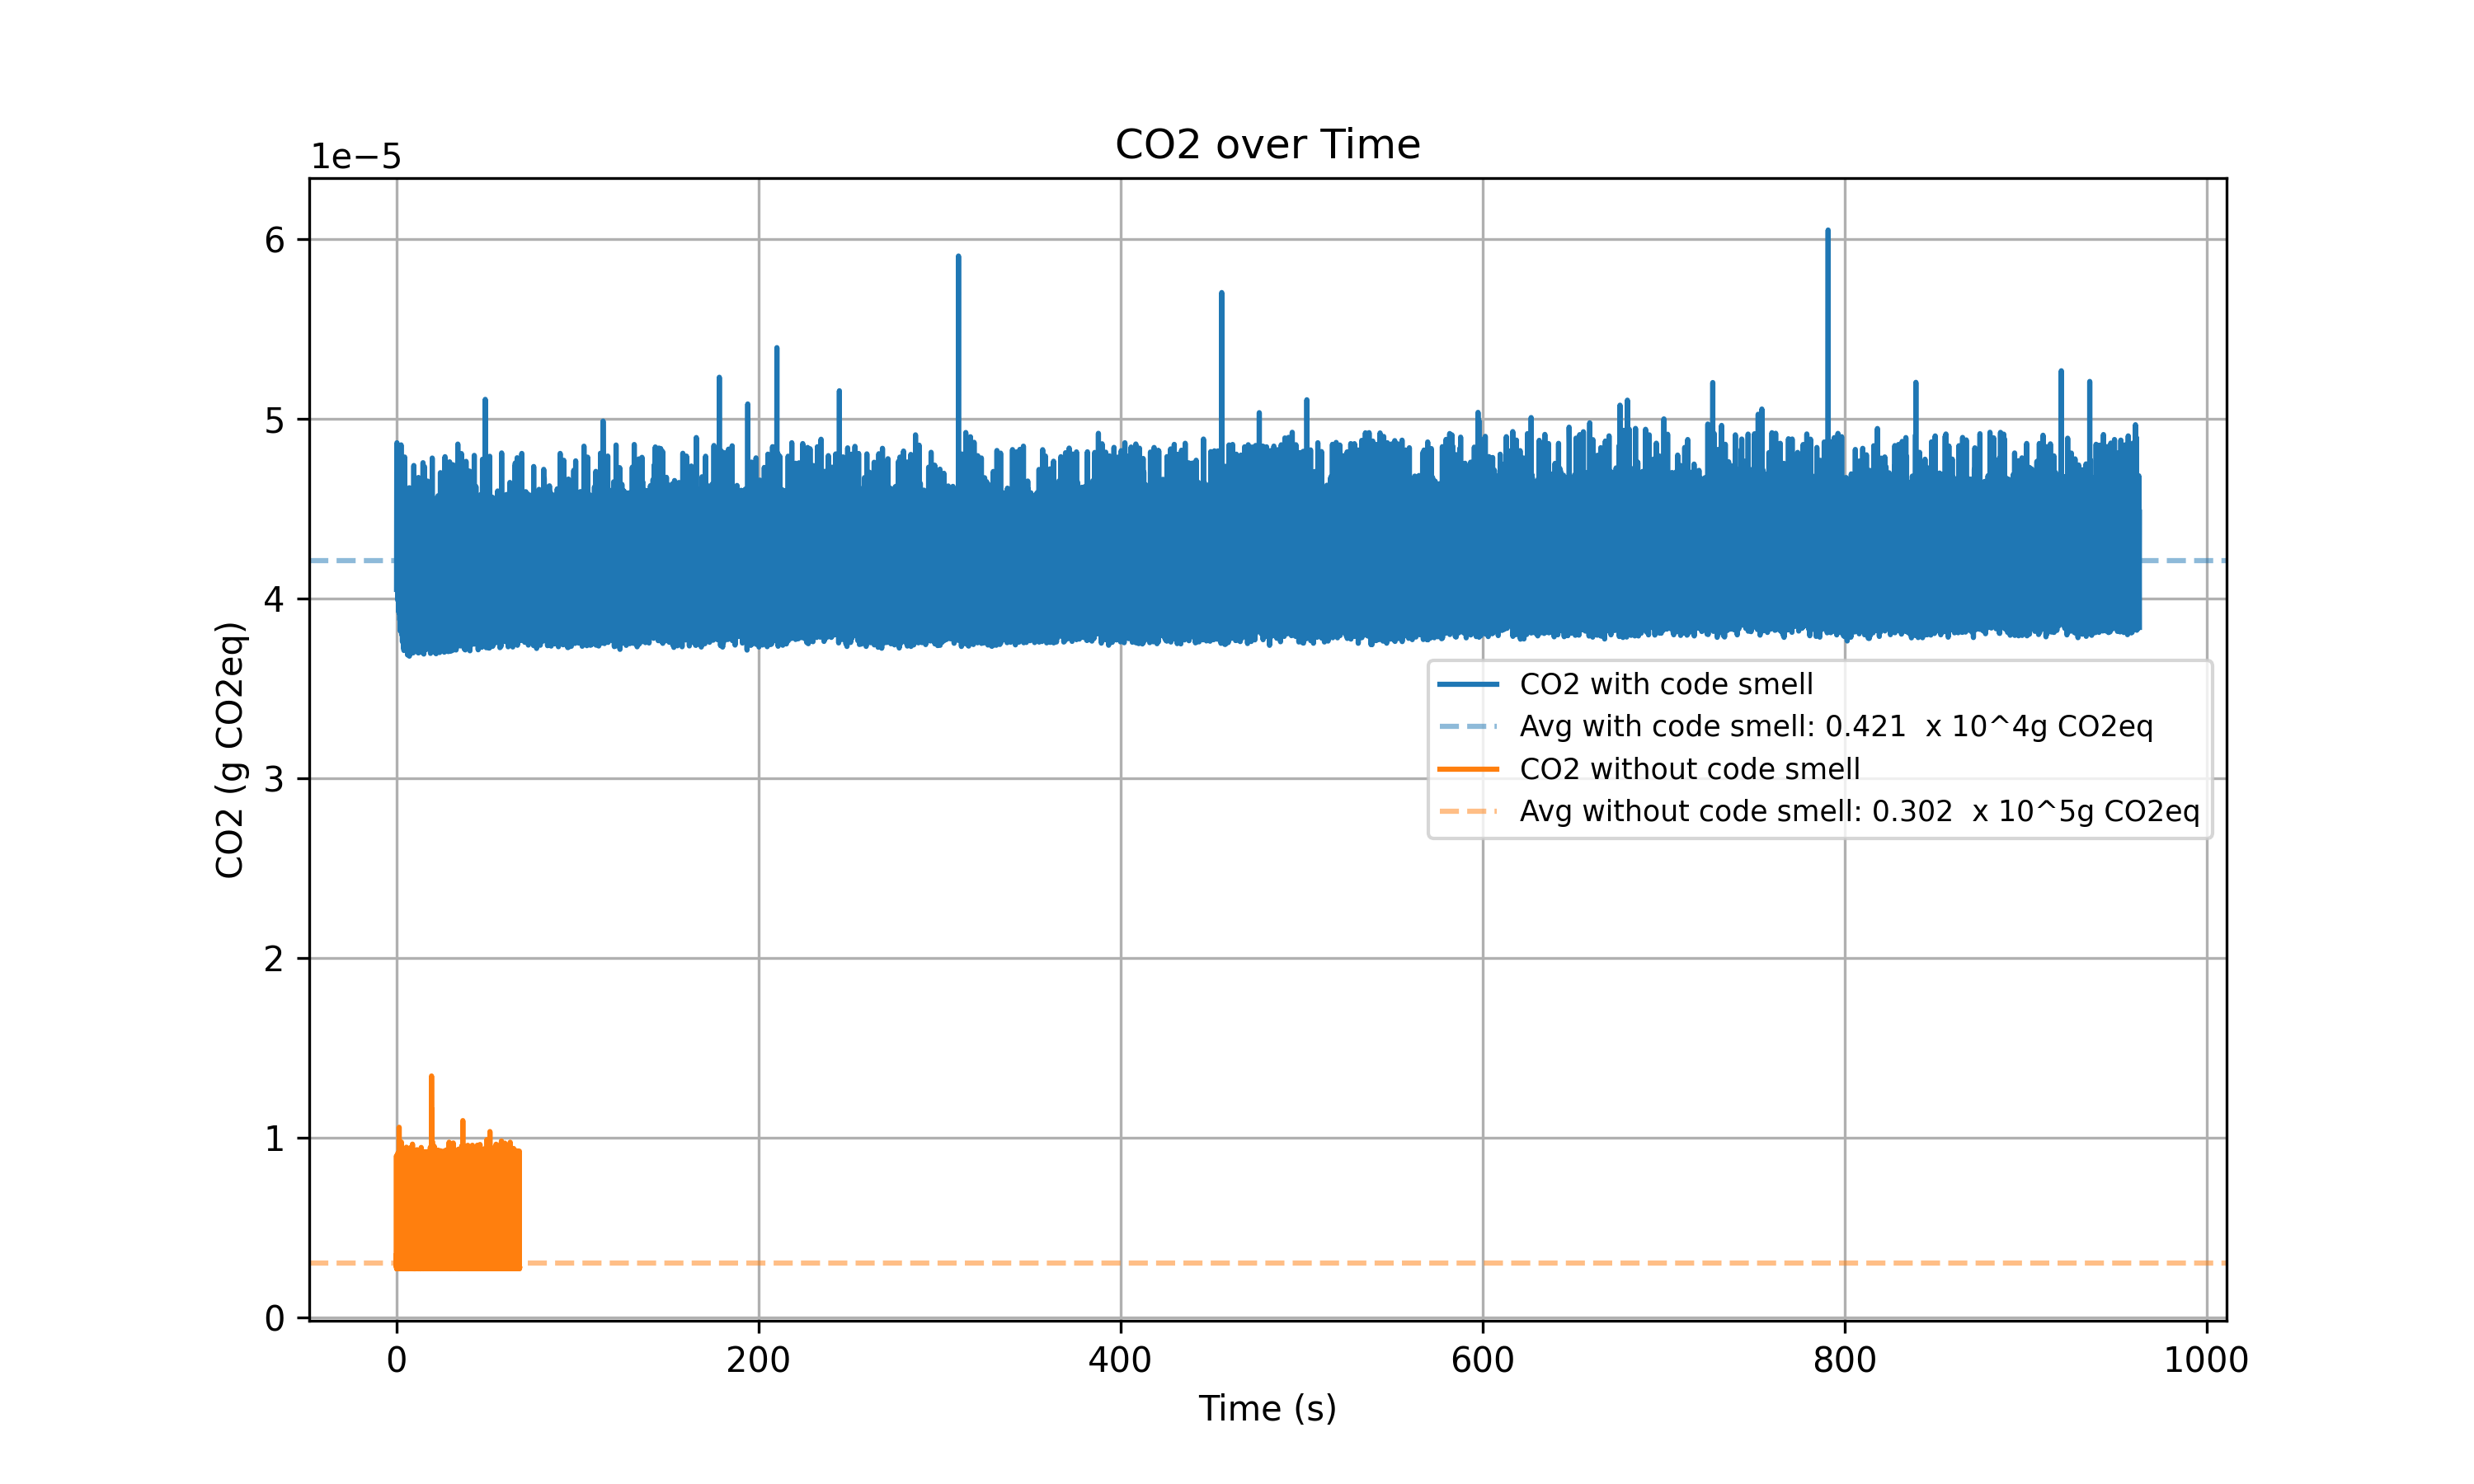 CO2 over Time
1e−5
6
5
4
3
2
1
0
CO2 (g CO2eq)
CO2 with code smell
Avg with code smell: 0.421  x 10^4g CO2eq
CO2 without code smell
Avg without code smell: 0.302  x 10^5g CO2eq
0 200 400 600 800 1000
Time (s)